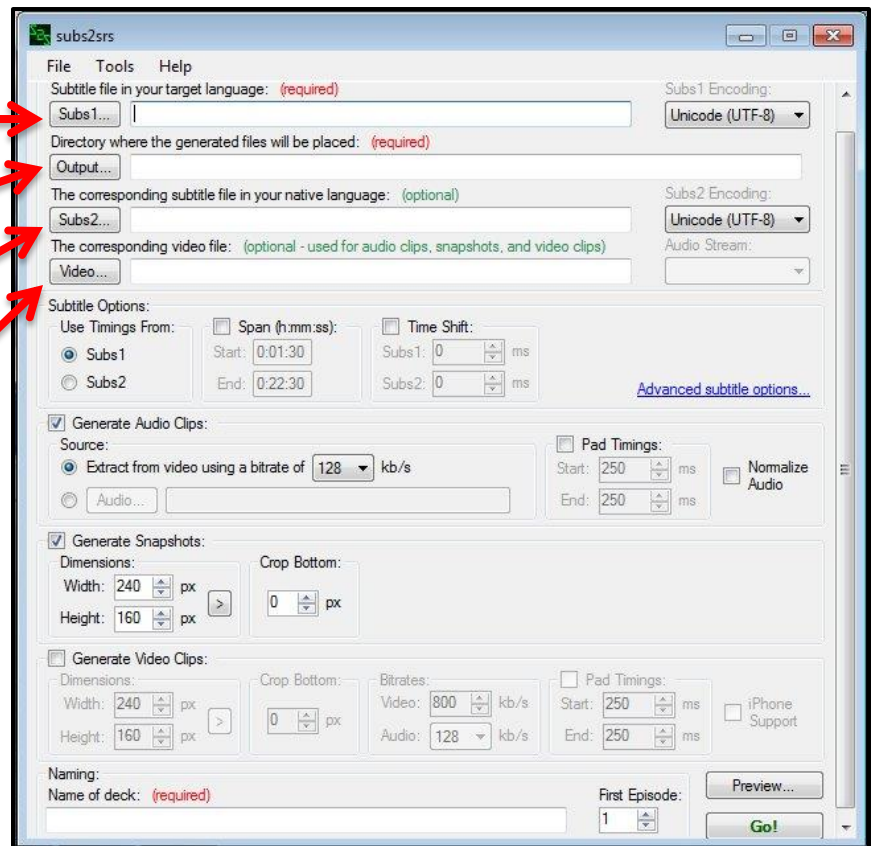 subs2srs
File Tools Help
Subtitle file in your target language: (required) Subs1 Encoding:
Subs1... Unicode (UTF-8)
Directory where the generated files will be placed: (required)
Output...
The corresponding subtitle file in your native language: (optional) Subs2 Encoding:
Subs2... Unicode (UTF-8)
The corresponding video file: (optional - used for audio clips, snapshots, and video clips) Audio Stream:
Video...
Subtitle Options:
Use Timings From: Span (h:mm:ss): Time Shift:
Subs1 Start: 0:01:30 Subs1: 0 ms
Subs2 End: 0:22:30 Subs2: 0 ms Advanced subtitle options...
Generate Audio Clips:
Source: Pad Timings:
Extract from video using a bitrate of 128 kb/s Start: 250 ms Normalize Audio
Audio... End: 250 ms
Generate Snapshots:
Dimensions: Crop Bottom:
Width: 240 px > 0 px
Height: 160 px
Generate Video Clips:
Dimensions: Crop Bottom: Bitrates: Pad Timings:
Width: 240 px > 0 px Video: 800 kb/s Start: 250 ms iPhone Support
Height: 160 px Audio: 128 kb/s End: 250 ms
Naming:
Name of deck: (required) First Episode: Preview...
1 Go!